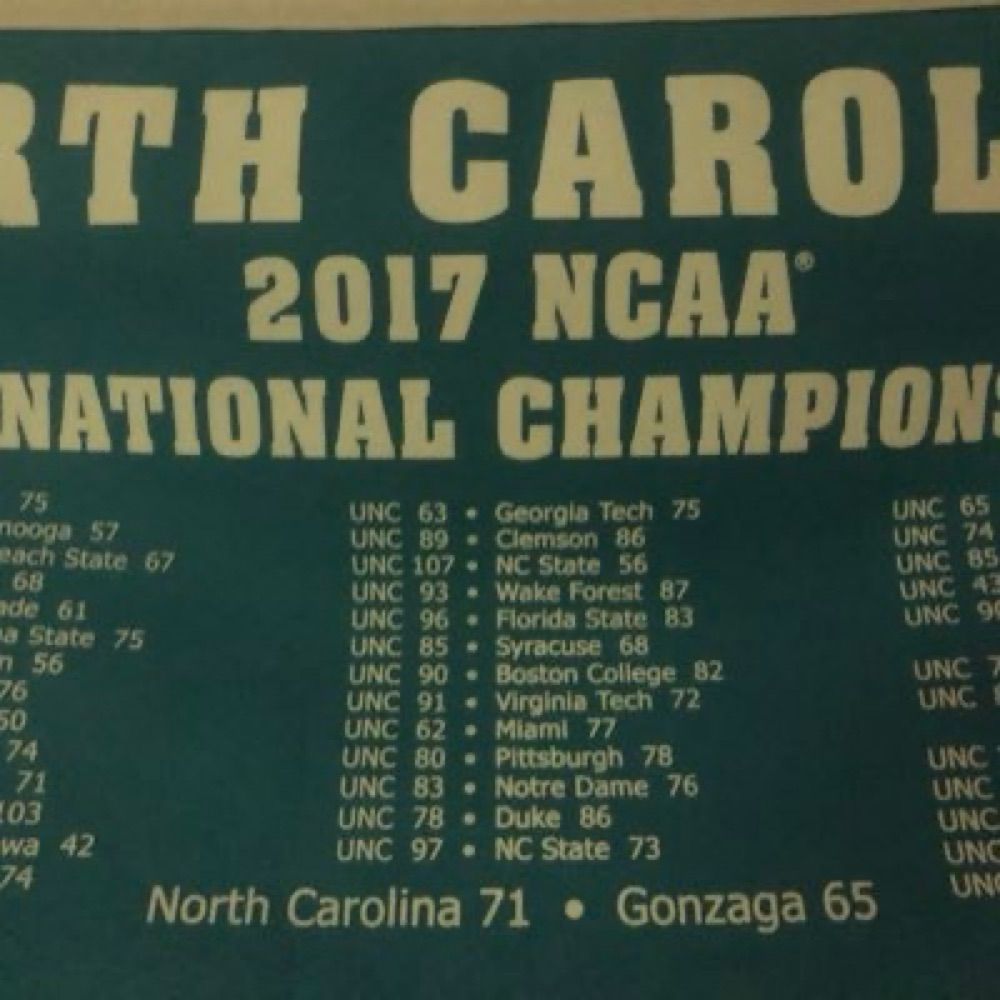 RTH CAROL
2017 NCAA®
NATIONAL CHAMPIONS
75
nooga 57
each State 67
68
ade 61
a State 75
n 56
76
50
74
71
103
wa 42
74
UNC 63 • Georgia Tech 75
UNC 89 • Clemson 86
UNC 107 • NC State 56
UNC 93 • Wake Forest 87
UNC 96 • Florida State 83
UNC 85 • Syracuse 68
UNC 90 • Boston College 82
UNC 91 • Virginia Tech 72
UNC 62 • Miami 77
UNC 80 • Pittsburgh 78
UNC 83 • Notre Dame 76
UNC 78 • Duke 86
UNC 97 • NC State 73
UNC 65
UNC 74
UNC 85
UNC 43
UNC 90
UNC 7
UNC
UNC
UNC
UNC
UNC
UNC
North Carolina 71 • Gonzaga 65